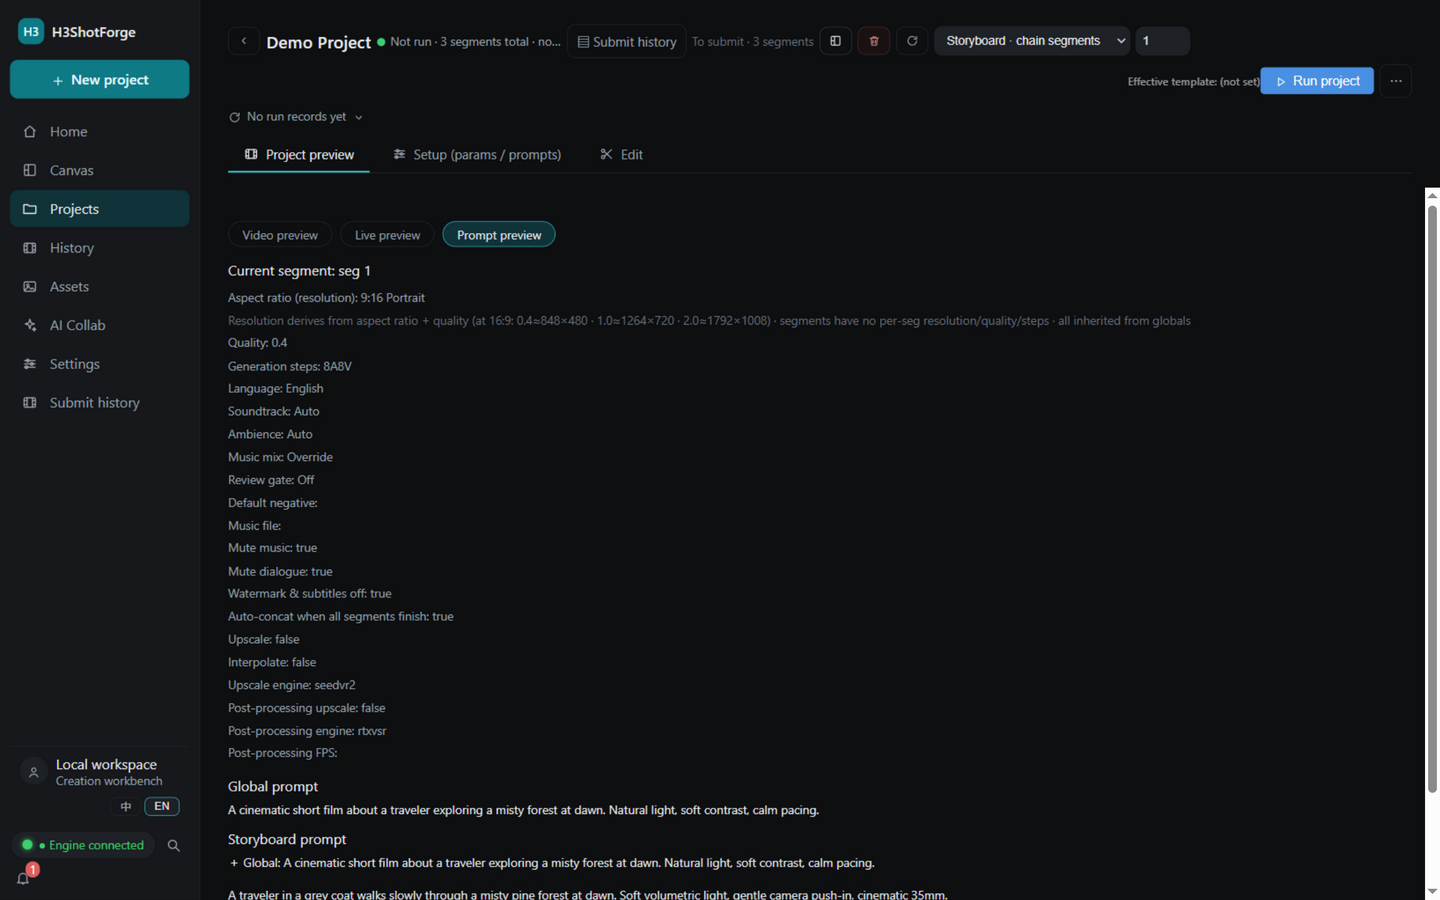 H3 H3ShotForge
+ New project
Home
Canvas
Projects
History
Assets
AI Collab
Settings
Submit history
Local workspace
Creation workbench
中 EN
Engine connected
1
Demo Project Not run · 3 segments total · no... Submit history To submit · 3 segments Storyboard · chain segments 1
Effective template: (not set) Run project ...
No run records yet
Project preview Setup (params / prompts) Edit
Video preview Live preview Prompt preview
Current segment: seg 1
Aspect ratio (resolution): 9:16 Portrait
Resolution derives from aspect ratio + quality (at 16:9: 0.4≈848×480 · 1.0≈1264×720 · 2.0≈1792×1008) · segments have no per-seg resolution/quality/steps · all inherited from globals
Quality: 0.4
Generation steps: 8A8V
Language: English
Soundtrack: Auto
Ambience: Auto
Music mix: Override
Review gate: Off
Default negative:
Music file:
Mute music: true
Mute dialogue: true
Watermark & subtitles off: true
Auto-concat when all segments finish: true
Upscale: false
Interpolate: false
Upscale engine: seedvr2
Post-processing upscale: false
Post-processing engine: rtxvsr
Post-processing FPS:
Global prompt
A cinematic short film about a traveler exploring a misty forest at dawn. Natural light, soft contrast, calm pacing.
Storyboard prompt
+ Global: A cinematic short film about a traveler exploring a misty forest at dawn. Natural light, soft contrast, calm pacing.
A traveler in a grey coat walks slowly through a misty pine forest at dawn. Soft volumetric light, gentle camera push-in, cinematic 35mm.